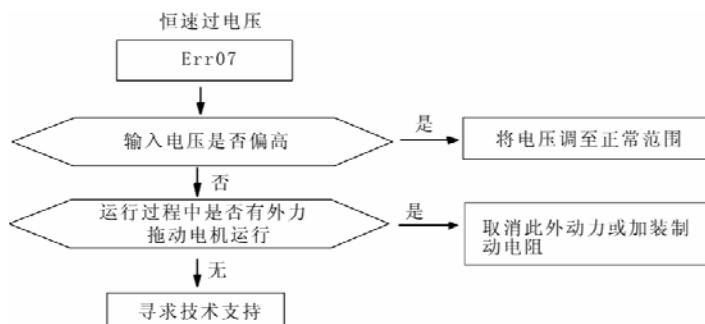 恒速过电压
Err07
输入电压是否偏高
是
将电压调至正常范围
否
运行过程中是否有外力
拖动电机运行
是
取消此外动力或加装制
动电阻
无
寻求技术支持